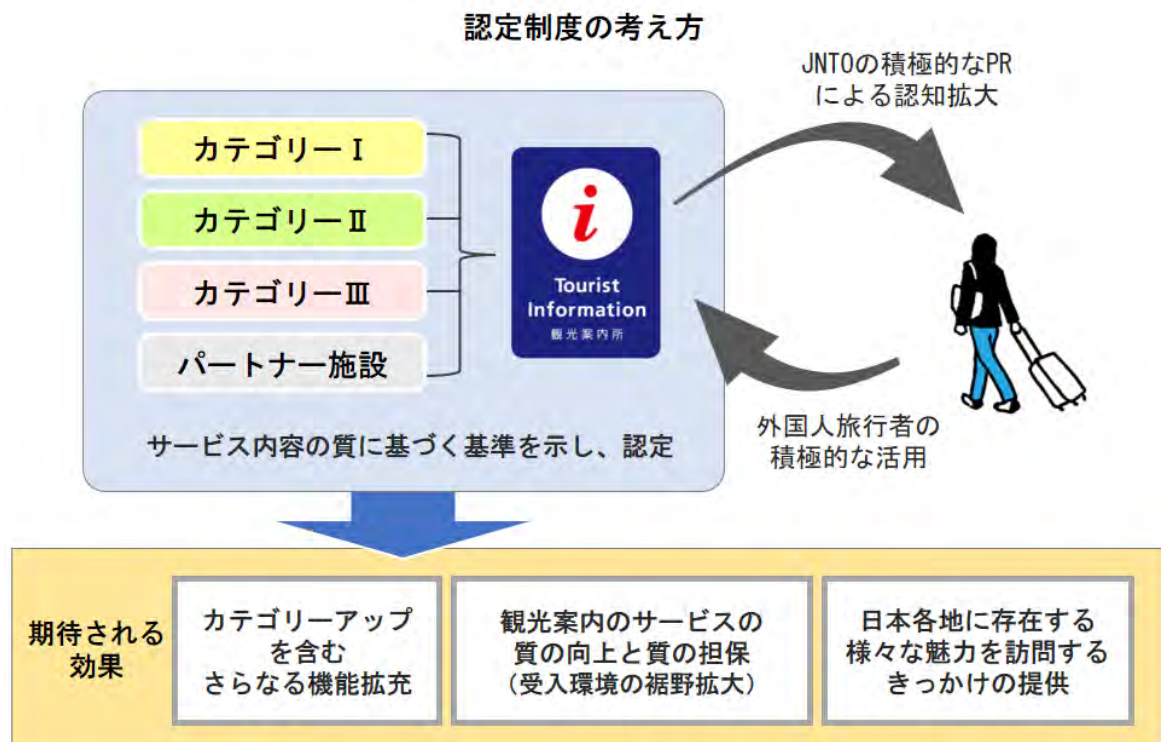 認定制度の考え方
JNTOの積極的なPR
による認知拡大
カテゴリーⅠ
カテゴリーⅡ
カテゴリーⅢ
パートナー施設
i
Tourist
Information
観光案内所
サービス内容の質に基づく基準を示し、認定
外国人旅行者の
積極的な活用
期待される
効果
カテゴリーアップ
を含む
さらなる機能拡充
観光案内のサービスの
質の向上と質の担保
(受入環境の裾野拡大)
日本各地に存在する
様々な魅力を訪問する
きっかけの提供